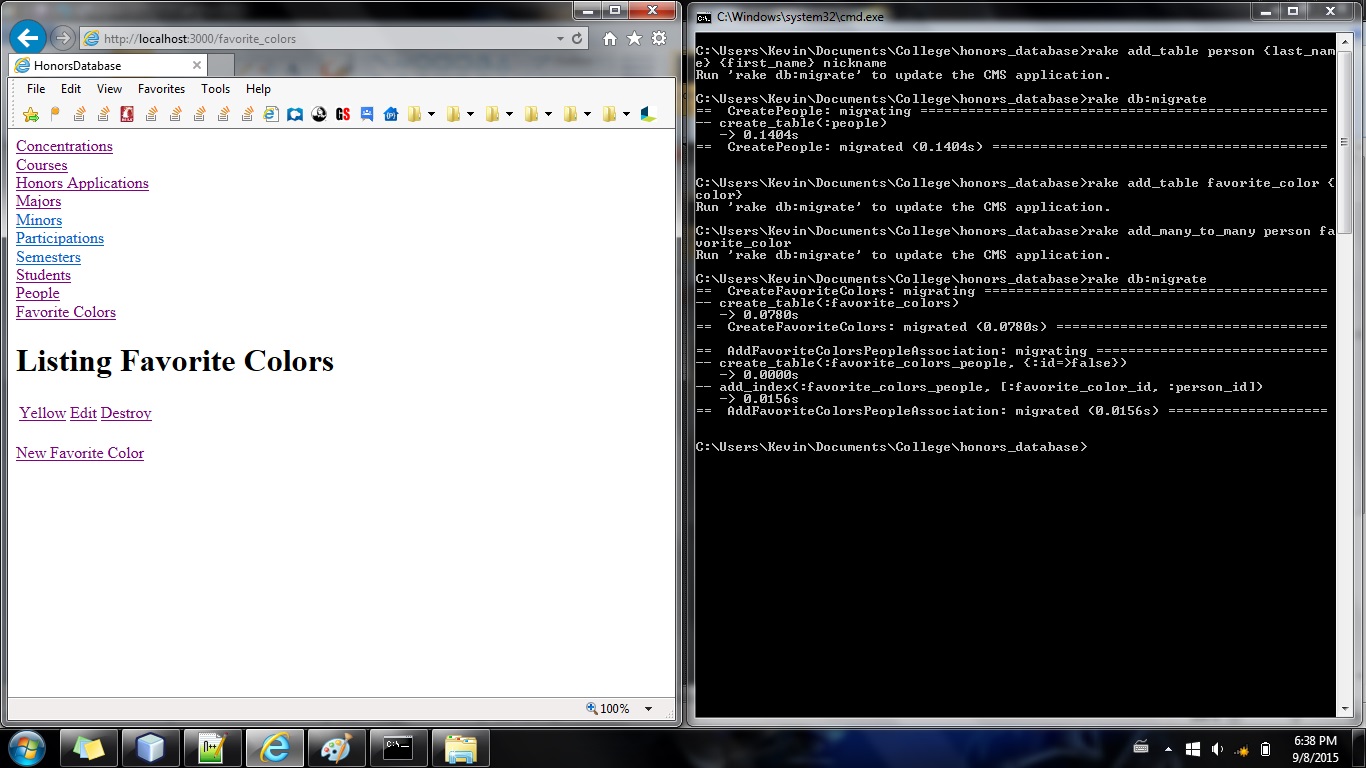 http://localhost:3000/favorite_colors
HonorsDatabase
File Edit View Favorites Tools Help
GS
Concentrations
Courses
Honors Applications
Majors
Minors
Participations
Semesters
Students
People
Favorite Colors
Listing Favorite Colors
Yellow Edit Destroy
New Favorite Color
100%
C:\Windows\system32\cmd.exe
C:\Users\Kevin\Documents\College\honors_database>rake add_table person {last_nam
e} {first_name} nickname
Run 'rake db:migrate' to update the CMS application.
C:\Users\Kevin\Documents\College\honors_database>rake db:migrate
==  CreatePeople: migrating ===================================================
-- create_table(:people)
   -> 0.1404s
==  CreatePeople: migrated (0.1404s) ==========================================
C:\Users\Kevin\Documents\College\honors_database>rake add_table favorite_color {
color}
Run 'rake db:migrate' to update the CMS application.
C:\Users\Kevin\Documents\College\honors_database>rake add_many_to_many person fa
vorite_color
Run 'rake db:migrate' to update the CMS application.
C:\Users\Kevin\Documents\College\honors_database>rake db:migrate
==  CreateFavoriteColors: migrating ===========================================
-- create_table(:favorite_colors)
   -> 0.0780s
==  CreateFavoriteColors: migrated (0.0780s) ==================================
==  AddFavoriteColorsPeopleAssociation: migrating =============================
-- create_table(:favorite_colors_people, {:id=>false})
   -> 0.0000s
-- add_index(:favorite_colors_people, [:favorite_color_id, :person_id])
   -> 0.0156s
==  AddFavoriteColorsPeopleAssociation: migrated (0.0156s) ====================
C:\Users\Kevin\Documents\College\honors_database>
6:38 PM
9/8/2015